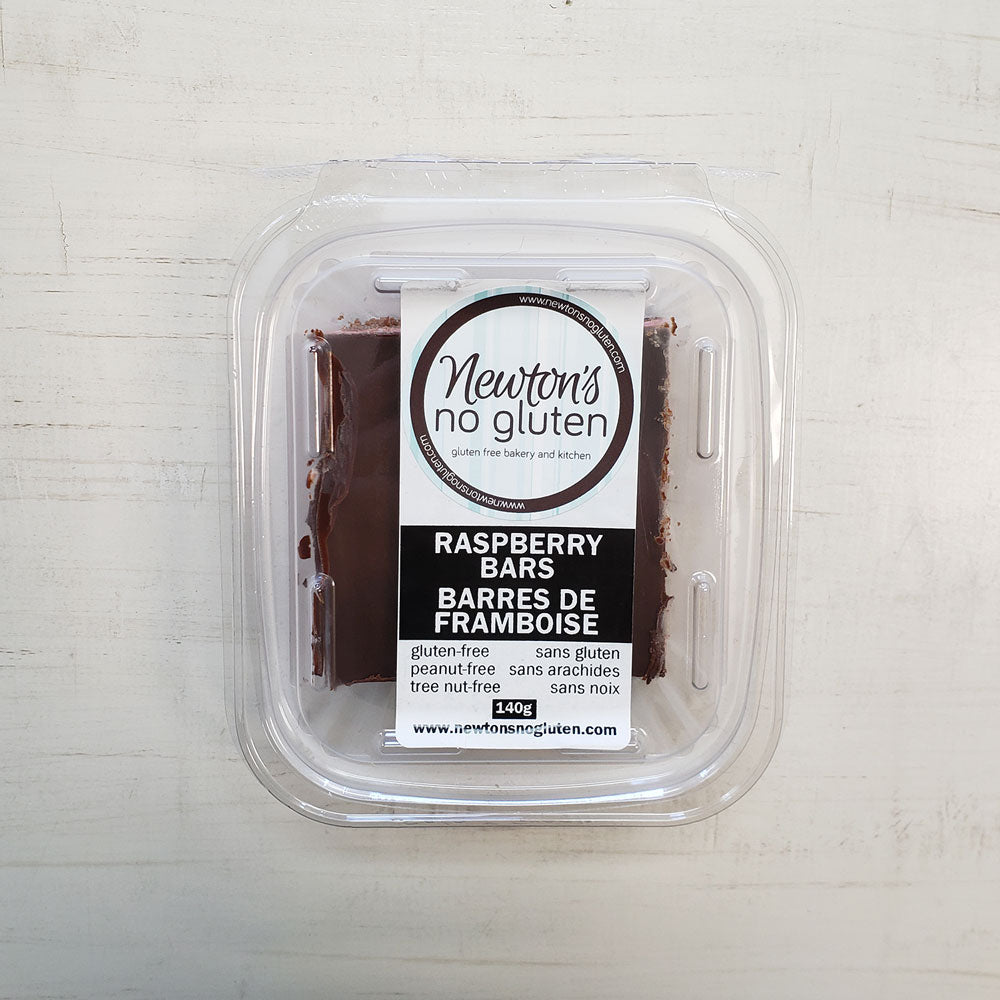 www.newtonsnogluten.com
Newton's
no gluten
gluten free bakery and kitchen
www.newtonsnogluten.com
RASPBERRY
BARS
BARRES DE
FRAMBOISE
gluten-free sans gluten
peanut-free sans arachides
tree nut-free sans noix
140g
www.newtonsnogluten.com